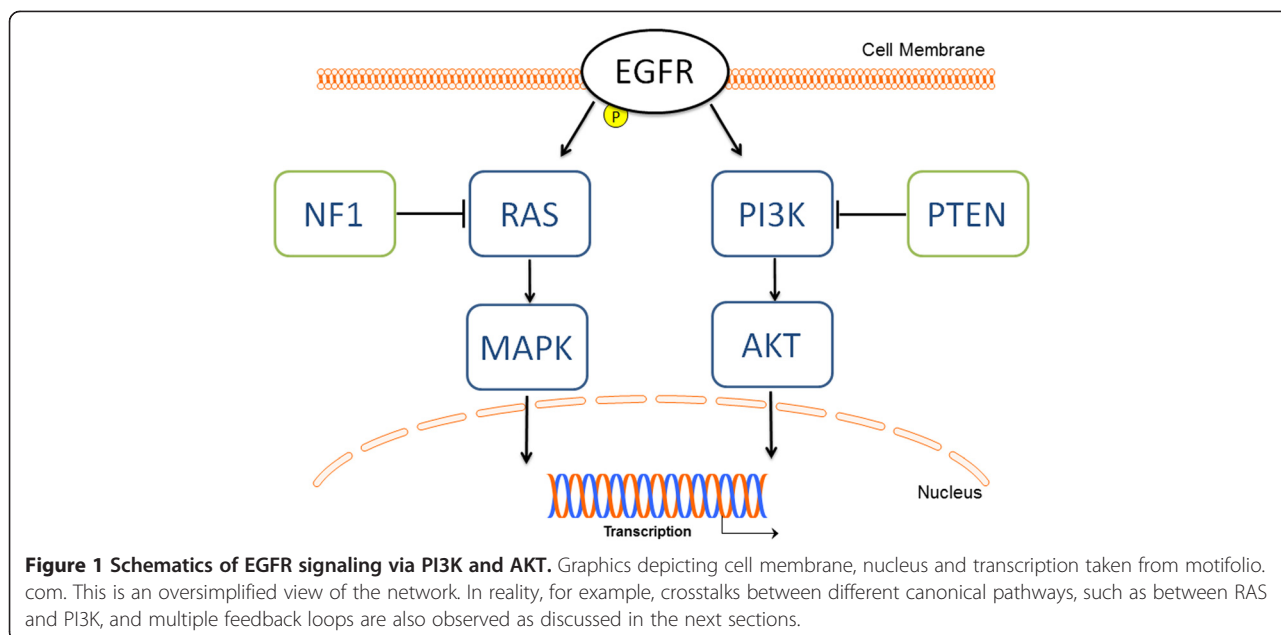 Cell Membrane
EGFR
P
NF1
RAS
PI3K
PTEN
MAPK
AKT
Nucleus
Transcription
Figure 1 Schematics of EGFR signaling via PI3K and AKT. Graphics depicting cell membrane, nucleus and transcription taken from motifolio.
com. This is an oversimplified view of the network. In reality, for example, crosstalks between different canonical pathways, such as between RAS
and PI3K, and multiple feedback loops are also observed as discussed in the next sections.